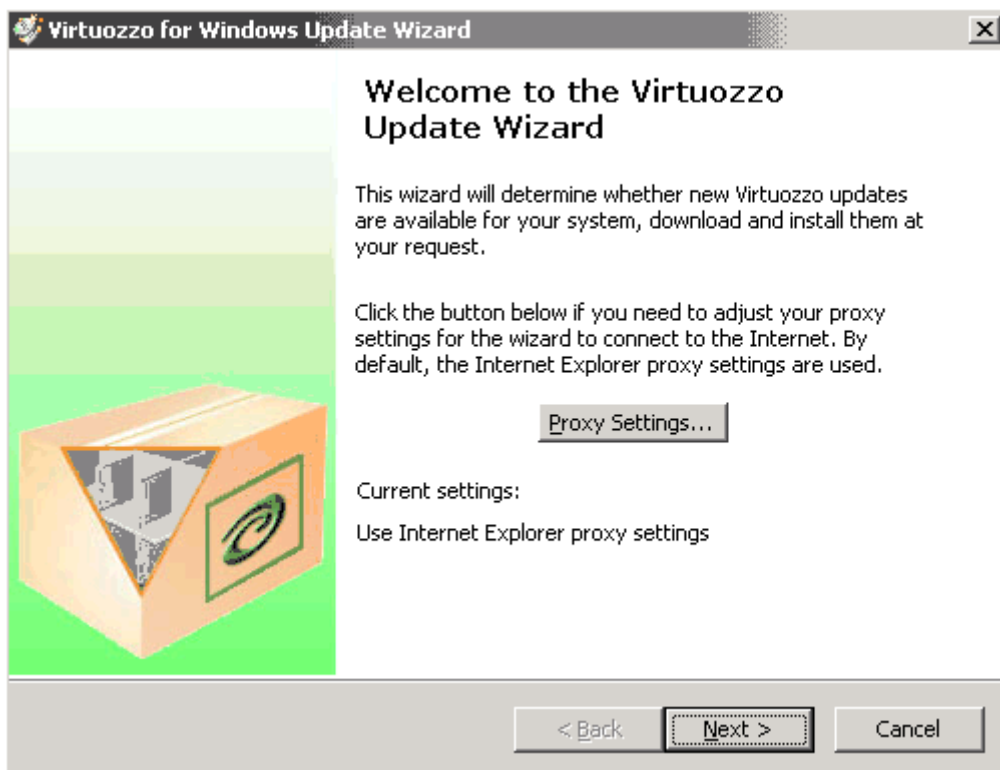 Virtuozzo for Windows Update Wizard
Welcome to the Virtuozzo
Update Wizard
This wizard will determine whether new Virtuozzo updates
are available for your system, download and install them at
your request.
Click the button below if you need to adjust your proxy
settings for the wizard to connect to the Internet. By
default, the Internet Explorer proxy settings are used.
Proxy Settings...
Current settings:
Use Internet Explorer proxy settings
< Back
Next >
Cancel